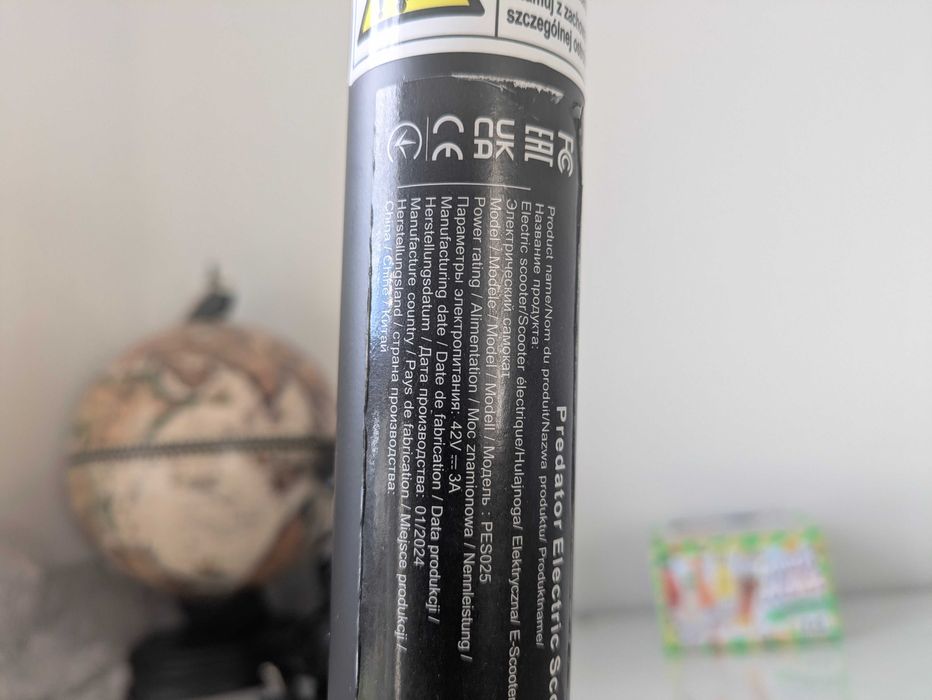 szczególnej
FC
EAC
UK
CA
CE
Predator Electric
Product name/Nom du produit/Nazwa produktu/ Produktname/
Название продукта:
Electric scooter/Scooter électrique/Hulajnoga/ Elektryczna/ E-Scooter
Электрический самокат
Model / Modèle / Model / Modell / Модель : PES025
Power rating / Alimentation / Moc znamionowa / Nennleistung /
Параметры электропитания: 42V⎓3A
Manufacturing date / Date de fabrication / Data produkcji /
Herstellungsdatum / Дата производства: 01/2024
Manufacture country / Pays de fabrication / Miejsce produkcji /
Herstellungsland / страна производства:
China / Chine / Китай